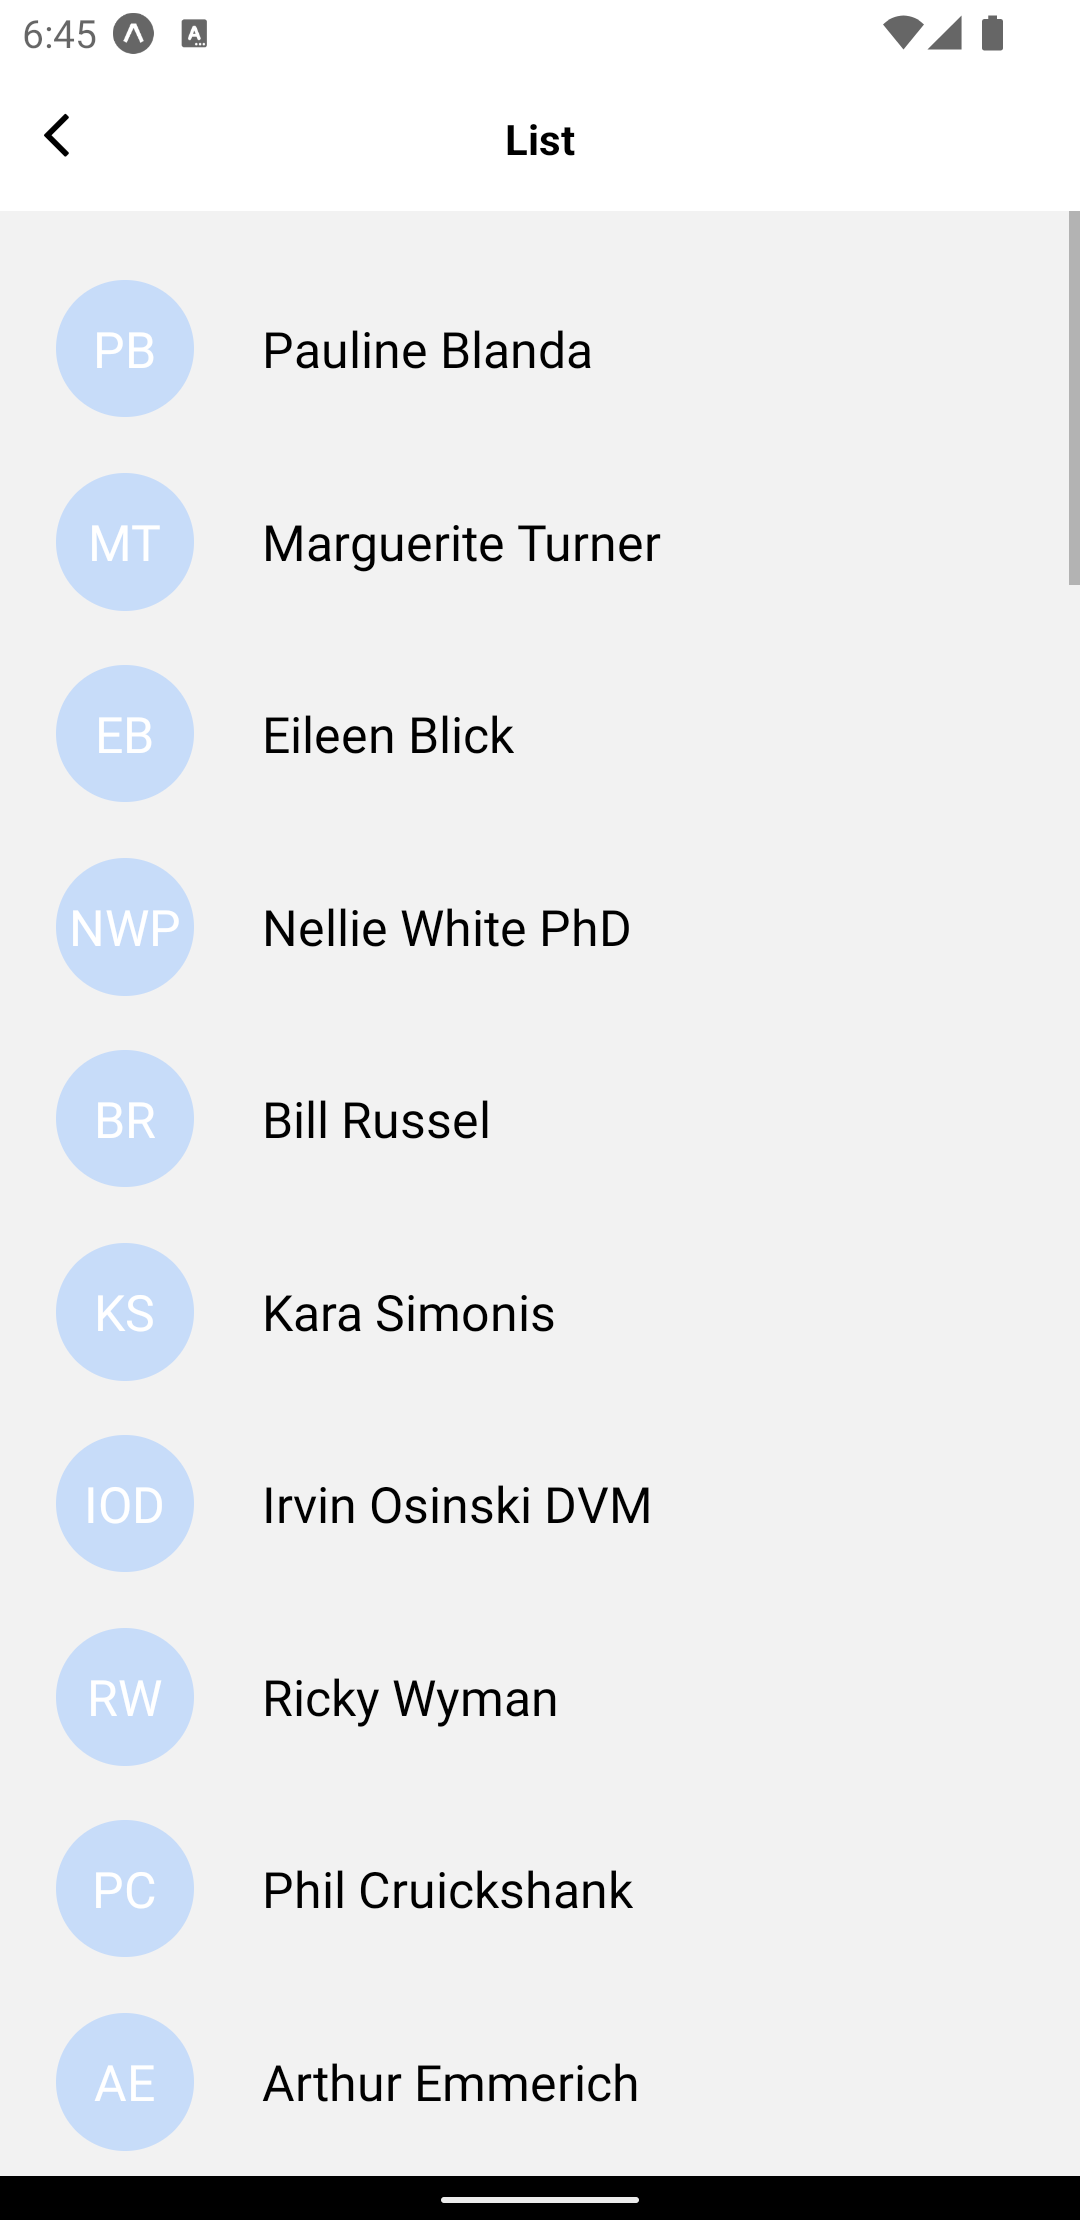 6:45
List
PB Pauline Blanda
MT Marguerite Turner
EB Eileen Blick
NWP Nellie White PhD
BR Bill Russel
KS Kara Simonis
IOD Irvin Osinski DVM
RW Ricky Wyman
PC Phil Cruickshank
AE Arthur Emmerich